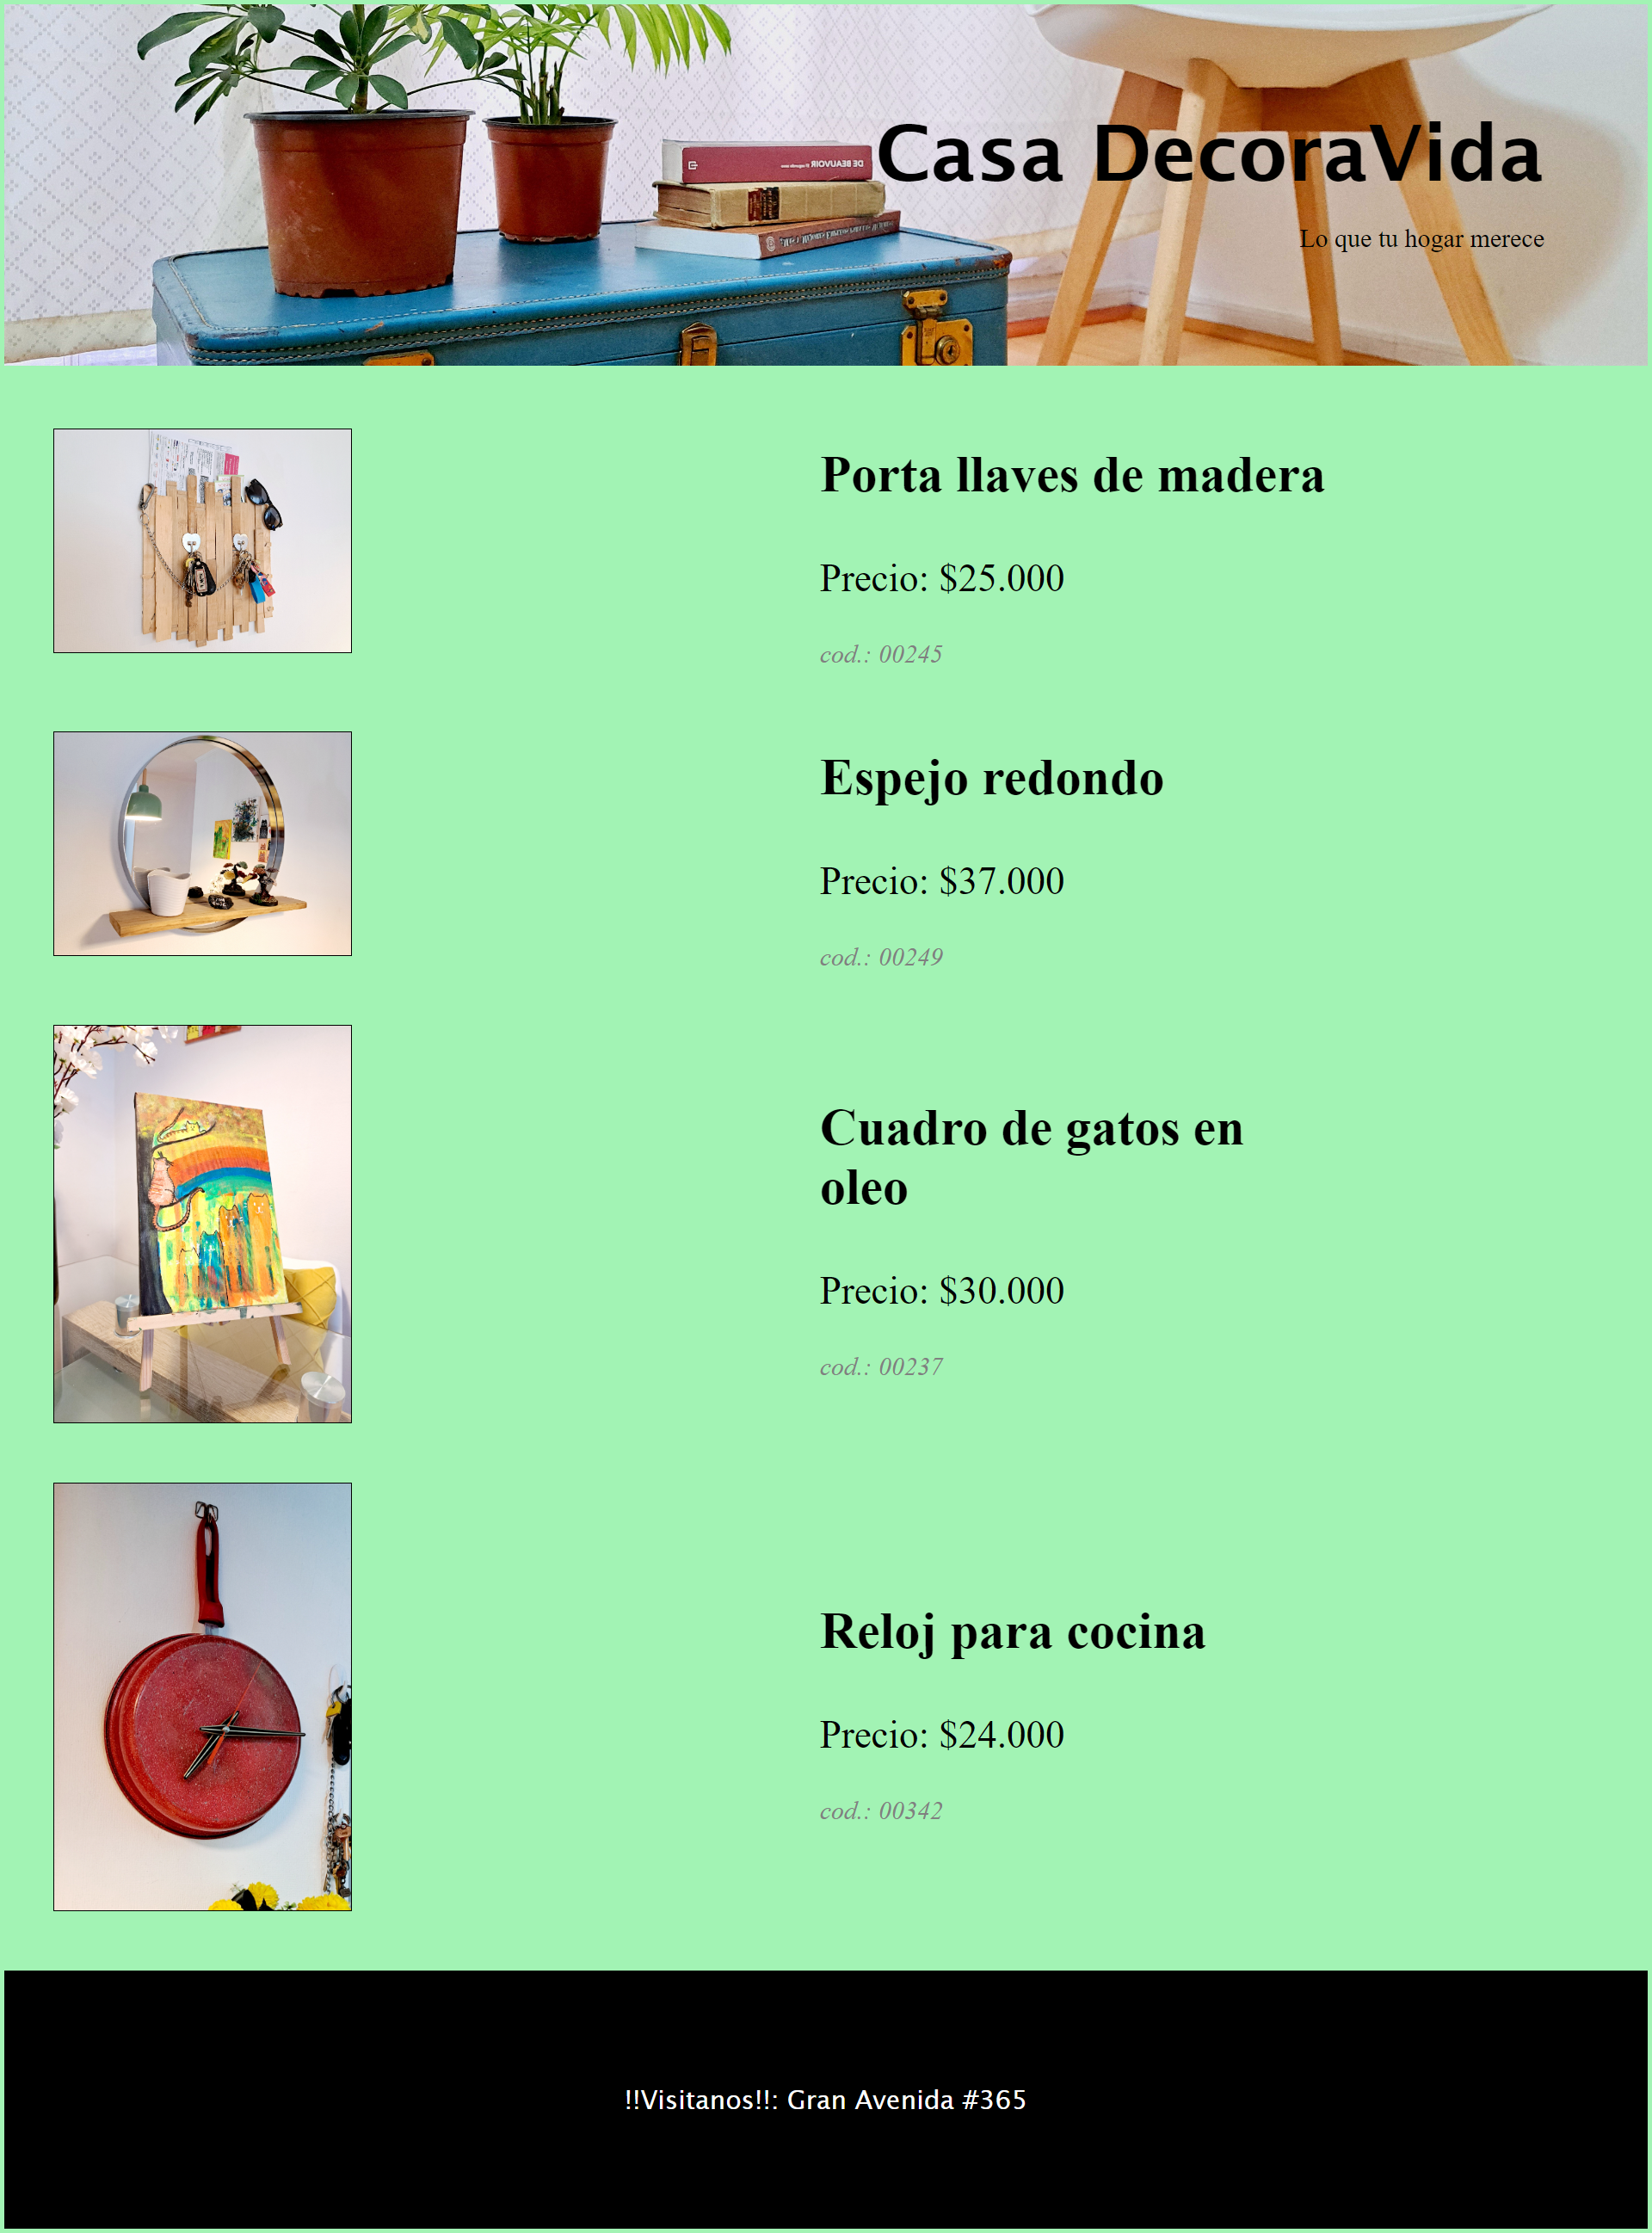 DE BEAUVOIR
Casa DecoraVida
Lo que tu hogar merece
Porta llaves de madera
Precio: $25.000
cod.: 00245
Espejo redondo
Precio: $37.000
cod.: 00249
Cuadro de gatos en
oleo
Precio: $30.000
cod.: 00237
Reloj para cocina
Precio: $24.000
cod.: 00342
!!Visitanos!!: Gran Avenida #365